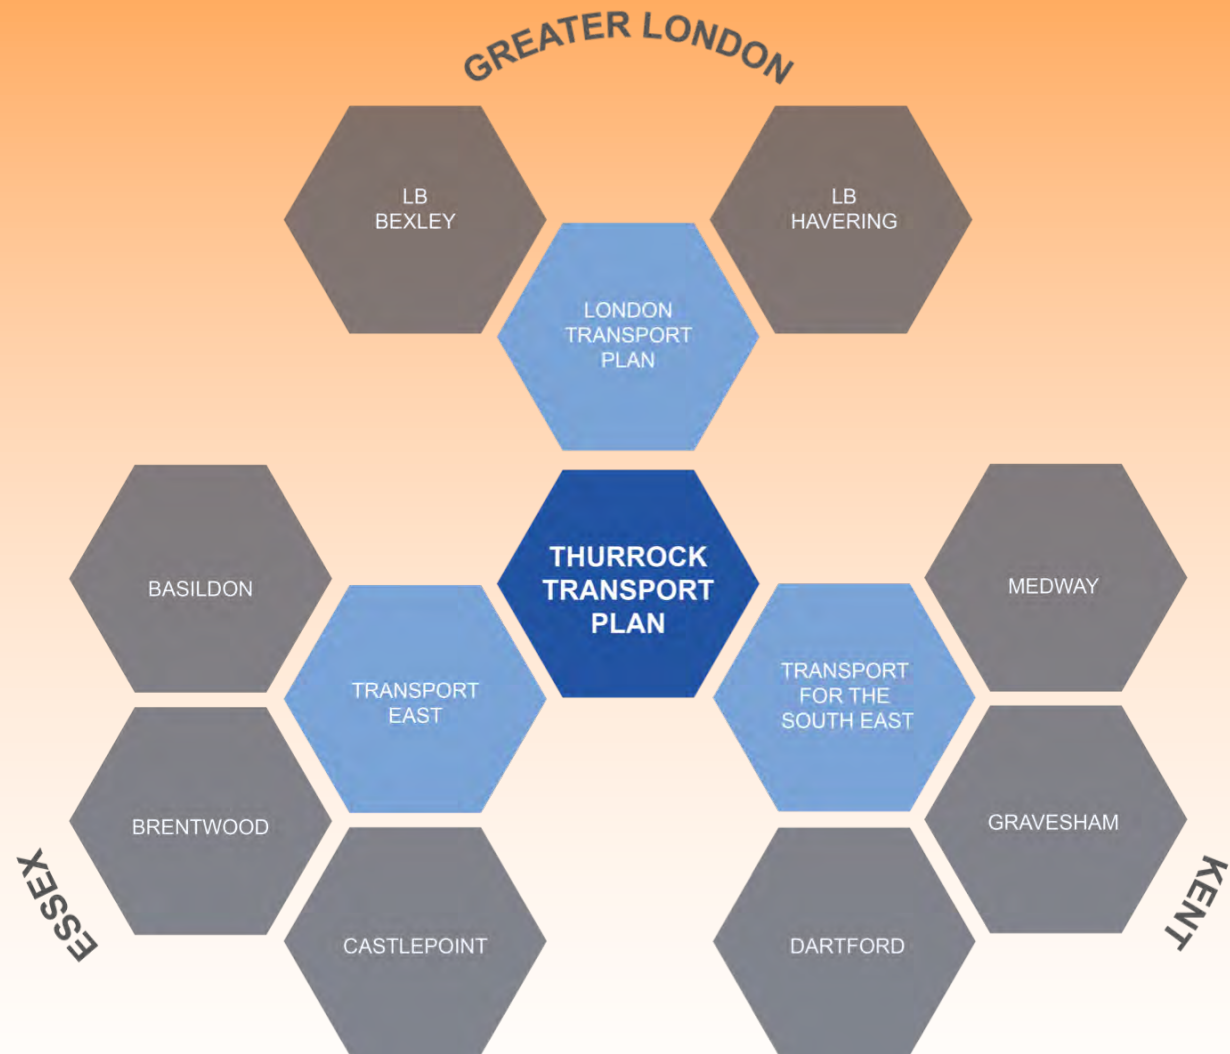 GREATER LONDON
LB
BEXLEY
LB
HAVERING
LONDON
TRANSPORT
PLAN
THURROCK
TRANSPORT
PLAN
BASILDON
MEDWAY
TRANSPORT
EAST
TRANSPORT
FOR THE
SOUTH EAST
BRENTWOOD
GRAVESHAM
ESSEX
KENT
CASTLEPOINT
DARTFORD